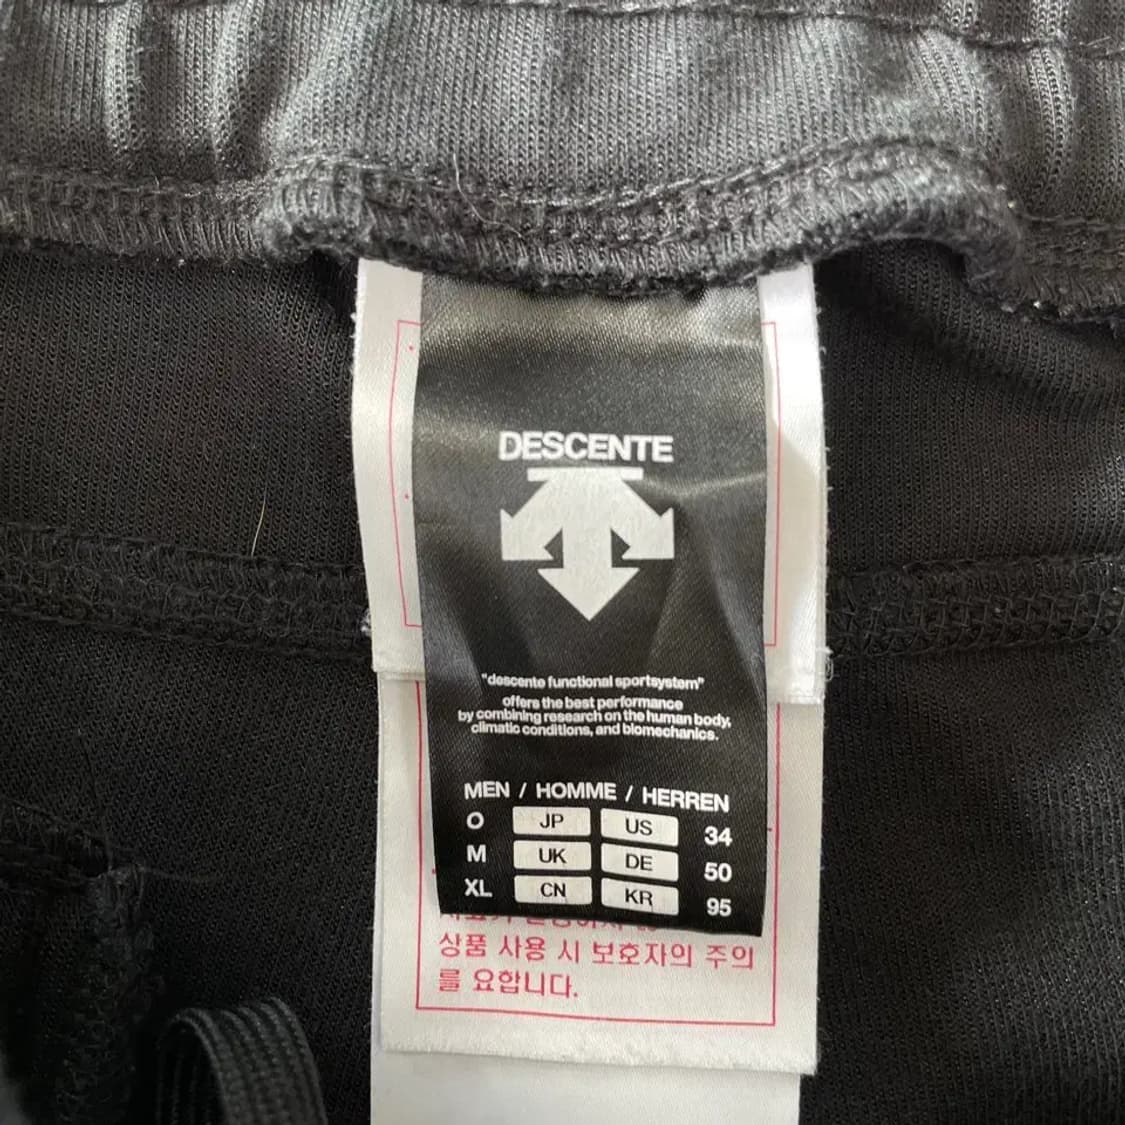 DESCENTE
"descente functional sportsystem"
offers the best performance
by combining research on the human body,
climatic conditions, and biomechanics.
MEN / HOMME / HERREN
O JP US 34
M UK DE 50
XL CN KR 95
상품 사용 시 보호자의 주의
를 요합니다.